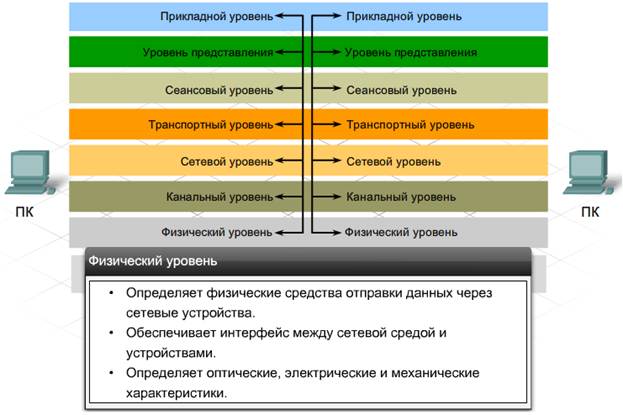 Прикладной уровень Прикладной уровень
Уровень представления Уровень представления
Сеансовый уровень Сеансовый уровень
Транспортный уровень Транспортный уровень
Сетевой уровень Сетевой уровень
Канальный уровень Канальный уровень
ПК ПК
Физический уровень Физический уровень
Физический уровень
• Определяет физические средства отправки данных через
сетевые устройства.
• Обеспечивает интерфейс между сетевой средой и
устройствами.
• Определяет оптические, электрические и механические
характеристики.